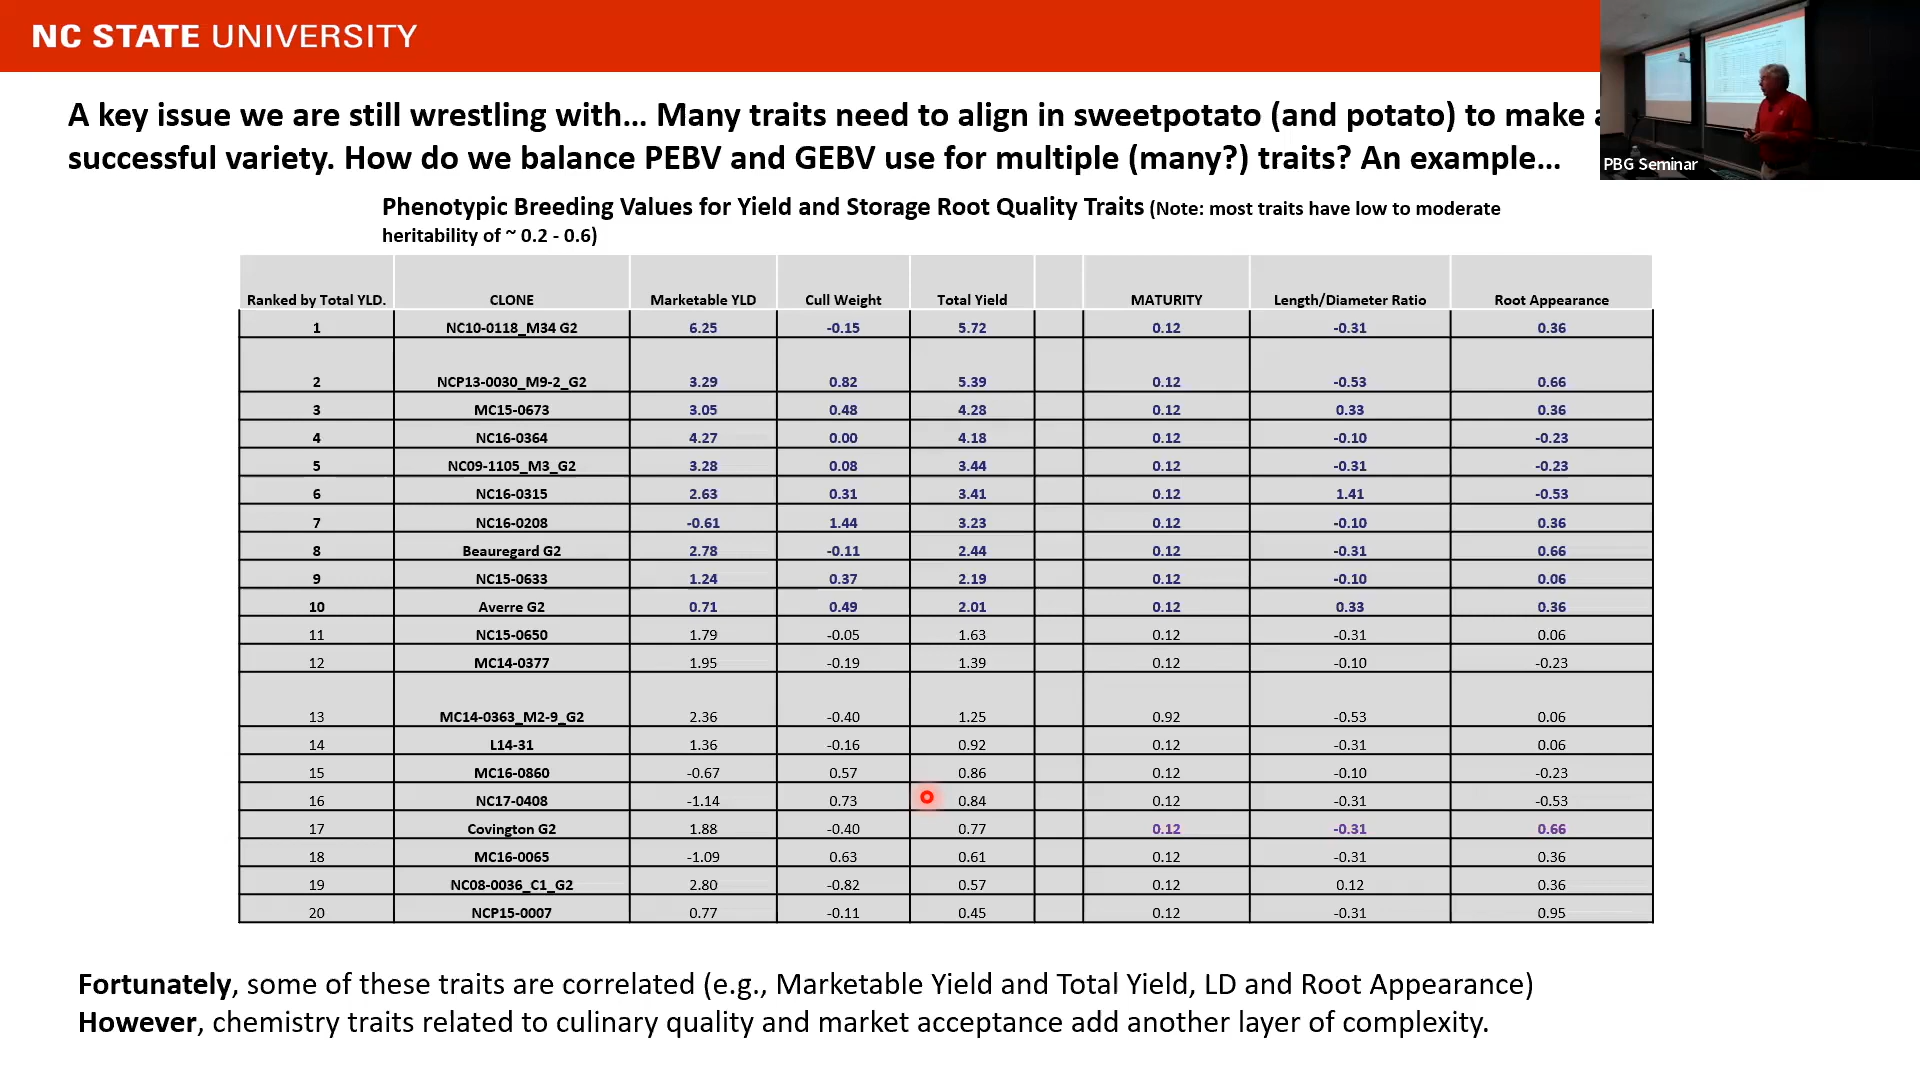 NC STATE UNIVERSITY
A key issue we are still wrestling with... Many traits need to align in sweetpotato (and potato) to make
successful variety. How do we balance PEBV and GEBV use for multiple (many?) traits? An example...
PBG Seminar
Phenotypic Breeding Values for Yield and Storage Root Quality Traits (Note: most traits have low to moderate
heritability of ~ 0.2 - 0.6)
Ranked by Total YLD. CLONE Marketable YLD Cull Weight Total Yield MATURITY Length/Diameter Ratio Root Appearance
1 NC10-0118_M34 G2 6.25 -0.15 5.72 0.12 -0.31 0.36
2 NCP13-0030_M9-2_G2 3.29 0.82 5.39 0.12 -0.53 0.66
3 MC15-0673 3.05 0.48 4.28 0.12 0.33 0.36
4 NC16-0364 4.27 0.00 4.18 0.12 -0.10 -0.23
5 NC09-1105_M3_G2 3.28 0.08 3.44 0.12 -0.31 -0.23
6 NC16-0315 2.63 0.31 3.41 0.12 1.41 -0.53
7 NC16-0208 -0.61 1.44 3.23 0.12 -0.10 0.36
8 Beauregard G2 2.78 -0.11 2.44 0.12 -0.31 0.66
9 NC15-0633 1.24 0.37 2.19 0.12 -0.10 0.06
10 Averre G2 0.71 0.49 2.01 0.12 0.33 0.36
11 NC15-0650 1.79 -0.05 1.63 0.12 -0.31 0.06
12 MC14-0377 1.95 -0.19 1.39 0.12 -0.10 -0.23
13 MC14-0363_M2-9_G2 2.36 -0.40 1.25 0.92 -0.53 0.06
14 L14-31 1.36 -0.16 0.92 0.12 -0.31 0.06
15 MC16-0860 -0.67 0.57 0.86 0.12 -0.10 -0.23
16 NC17-0408 -1.14 0.73 0.84 0.12 -0.31 -0.53
17 Covington G2 1.88 -0.40 0.77 0.12 -0.31 0.66
18 MC16-0065 -1.09 0.63 0.61 0.12 -0.31 0.36
19 NC08-0036_C1_G2 2.80 -0.82 0.57 0.12 0.12 0.36
20 NCP15-0007 0.77 -0.11 0.45 0.12 -0.31 0.95
Fortunately, some of these traits are correlated (e.g., Marketable Yield and Total Yield, LD and Root Appearance)
However, chemistry traits related to culinary quality and market acceptance add another layer of complexity.